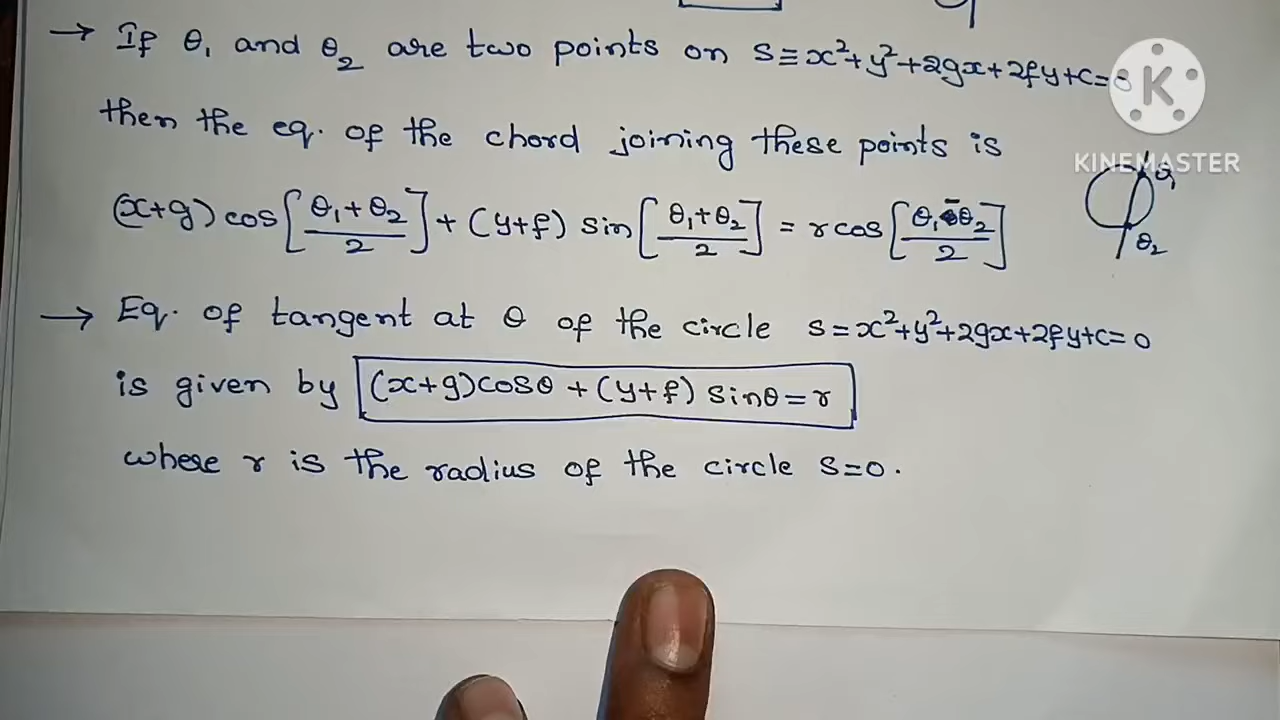 → If θ₁ and θ₂ are two points on S≡x²+y²+2gx+2fy+c=0
KINEMASTER
then the eq. of the chord joining these points is
θ₁
(x+g) cos[(θ₁+θ₂)/2] + (y+f) sin[(θ₁+θ₂)/2] = r cos[(θ₁-θ₂)/2]
θ₂
→ Eq. of tangent at θ of the circle S=x²+y²+2gx+2fy+c=0
is given by (x+g)cosθ+(y+f) sinθ=r
where r is the radius of the circle S=0.